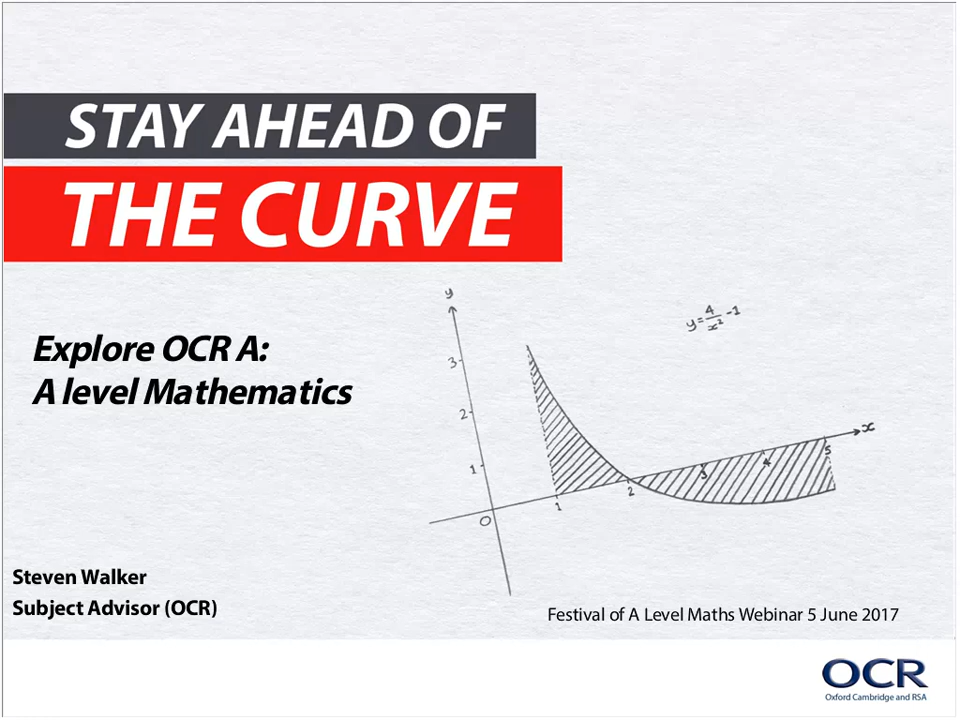 STAY AHEAD OF
THE CURVE
y
y = 4/x² -1
Explore OCR A:
A level Mathematics
3
2
1
x
5
4
3
2
1
O
Steven Walker
Subject Advisor (OCR)
Festival of A Level Maths Webinar 5 June 2017
OCR
Oxford Cambridge and RSA